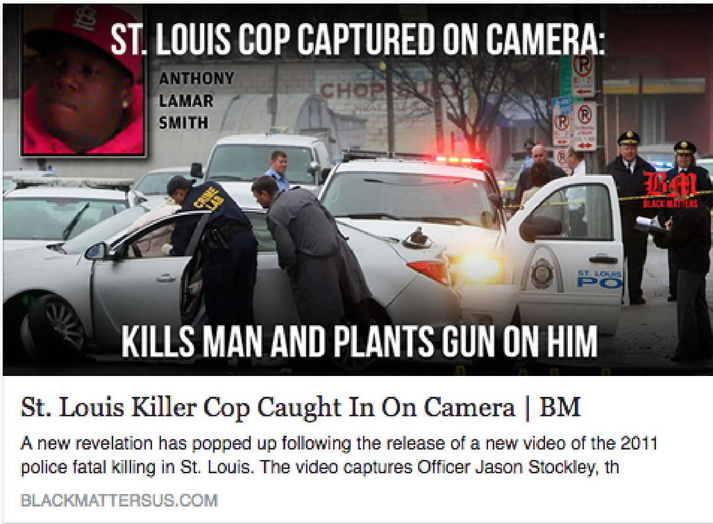 ST. LOUIS COP CAPTURED ON CAMERA:
ANTHONY
LAMAR
SMITH
CHOP SUEY
CRIME
LAB
BM
BLACK MATTERS
ST. LOUIS
PO
KILLS MAN AND PLANTS GUN ON HIM
St. Louis Killer Cop Caught In On Camera | BM
A new revelation has popped up following the release of a new video of the 2011
police fatal killing in St. Louis. The video captures Officer Jason Stockley, th
BLACKMATTERSUS.COM